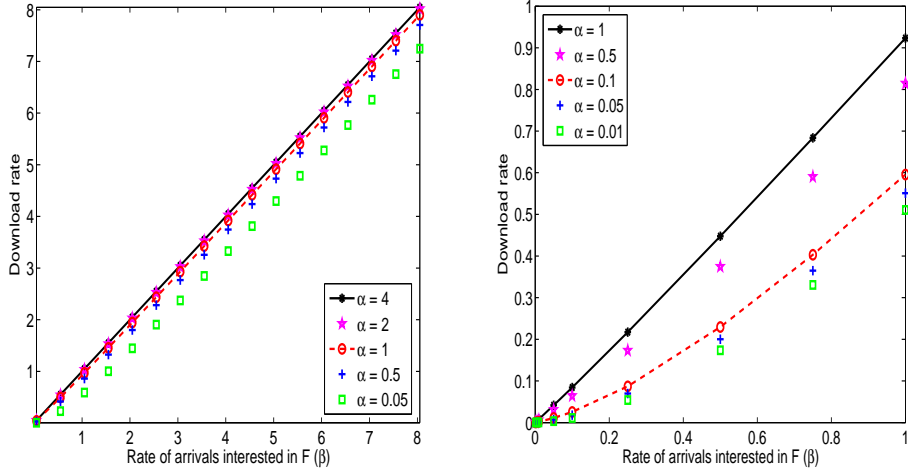 8
7
6
5
4
3
2
1
Download rate
1 2 3 4 5 6 7 8
Rate of arrivals interested in F (β)
α = 4
α = 2
α = 1
α = 0.5
α = 0.05
1
0.9
0.8
0.7
0.6
0.5
0.4
0.3
0.2
0.1
0
Download rate
0 0.2 0.4 0.6 0.8 1
Rate of arrivals interested in F (β)
α = 1
α = 0.5
α = 0.1
α = 0.05
α = 0.01